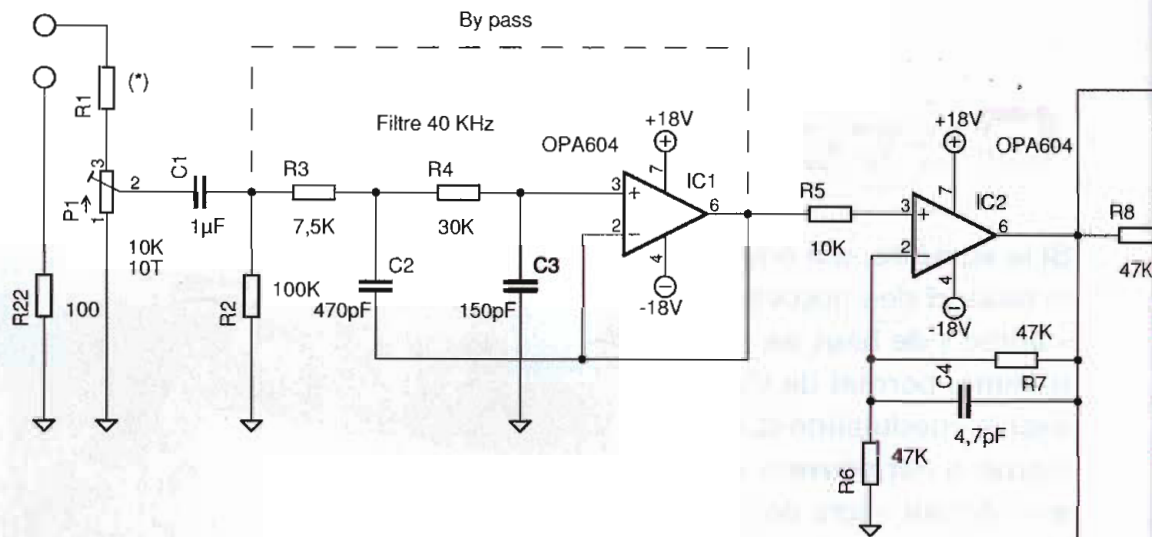 By pass
(*)
R1
Filtre 40 KHz
+18V
+18V
OPA604
OPA604
7
7
3
C1
R3
R4
IC1
IC2
P1
2
3
+
6
R5
3
+
6
R8
1
1µF
7,5K
30K
2
−
10K
2
−
47K
10K
10T
C2
C3
4
4
R22
100
R2
100K
470pF
150pF
-18V
-18V
47K
C4
R7
4,7pF
R6
47K